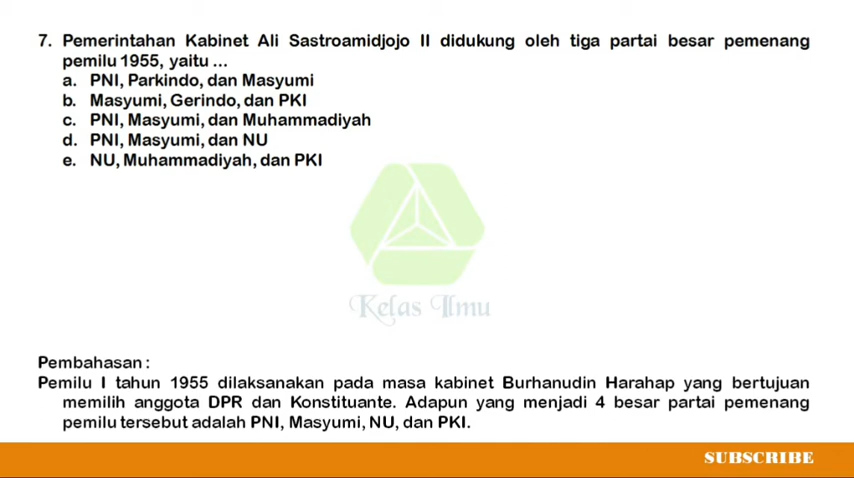 7. Pemerintahan Kabinet Ali Sastroamidjojo II didukung oleh tiga partai besar pemenang
pemilu 1955, yaitu ...
a. PNI, Parkindo, dan Masyumi
b. Masyumi, Gerindo, dan PKI
c. PNI, Masyumi, dan Muhammadiyah
d. PNI, Masyumi, dan NU
e. NU, Muhammadiyah, dan PKI
Kelas Ilmu
Pembahasan :
Pemilu I tahun 1955 dilaksanakan pada masa kabinet Burhanudin Harahap yang bertujuan
memilih anggota DPR dan Konstituante. Adapun yang menjadi 4 besar partai pemenang
pemilu tersebut adalah PNI, Masyumi, NU, dan PKI.
SUBSCRIBE